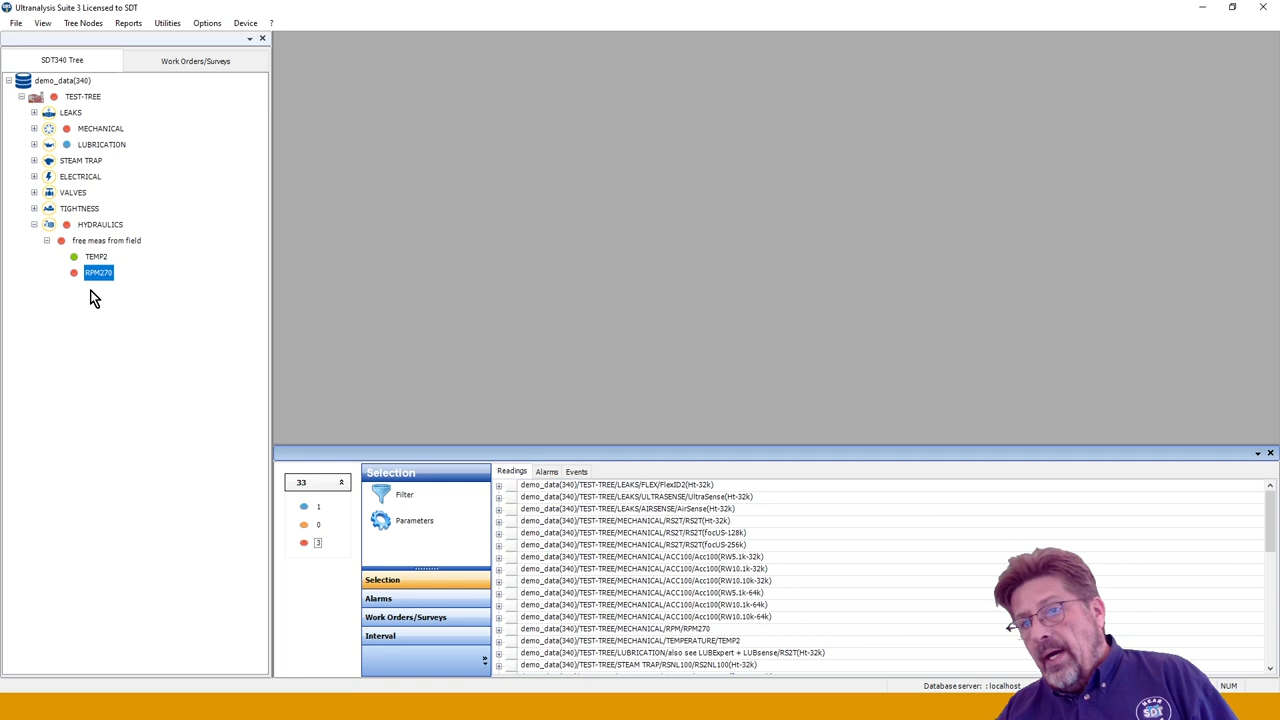 Ultranalysis Suite 3 Licensed to SDT
File View Tree Nodes Reports Utilities Options Device ?
SDT340 Tree
Work Orders/Surveys
demo_data(340)
TEST-TREE
LEAKS
MECHANICAL
LUBRICATION
STEAM TRAP
ELECTRICAL
VALVES
TIGHTNESS
HYDRAULICS
free meas from field
TEMP2
RPM270
33
1
0
3
Selection
Filter
Parameters
Selection
Alarms
Work Orders/Surveys
Interval
Readings Alarms Events
demo_data(340)/TEST-TREE/LEAKS/FLEX/FlexID2(Ht-32k)
demo_data(340)/TEST-TREE/LEAKS/ULTRASENSE/UltraSense(Ht-32k)
demo_data(340)/TEST-TREE/LEAKS/AIRSENSE/AirSense(Ht-32k)
demo_data(340)/TEST-TREE/MECHANICAL/RS2T/RS2T(Ht-32k)
demo_data(340)/TEST-TREE/MECHANICAL/RS2T/RS2T(focUS-128k)
demo_data(340)/TEST-TREE/MECHANICAL/RS2T/RS2T(focUS-256k)
demo_data(340)/TEST-TREE/MECHANICAL/ACC100/Acc100(RW5.1k-32k)
demo_data(340)/TEST-TREE/MECHANICAL/ACC100/Acc100(RW10.1k-32k)
demo_data(340)/TEST-TREE/MECHANICAL/ACC100/Acc100(RW10.10k-32k)
demo_data(340)/TEST-TREE/MECHANICAL/ACC100/Acc100(RW5.1k-64k)
demo_data(340)/TEST-TREE/MECHANICAL/ACC100/Acc100(RW10.1k-64k)
demo_data(340)/TEST-TREE/MECHANICAL/ACC100/Acc100(RW10.10k-64k)
demo_data(340)/TEST-TREE/MECHANICAL/RPM/RPM270
demo_data(340)/TEST-TREE/MECHANICAL/TEMPERATURE/TEMP2
demo_data(340)/TEST-TREE/LUBRICATION/also see LUBExpert + LUBsense/RS2T(Ht-32k)
demo_data(340)/TEST-TREE/STEAM TRAP/RSNL100/RS2NL100(Ht-32k)
Database server: : localhost
NUM
HEAR
SDT